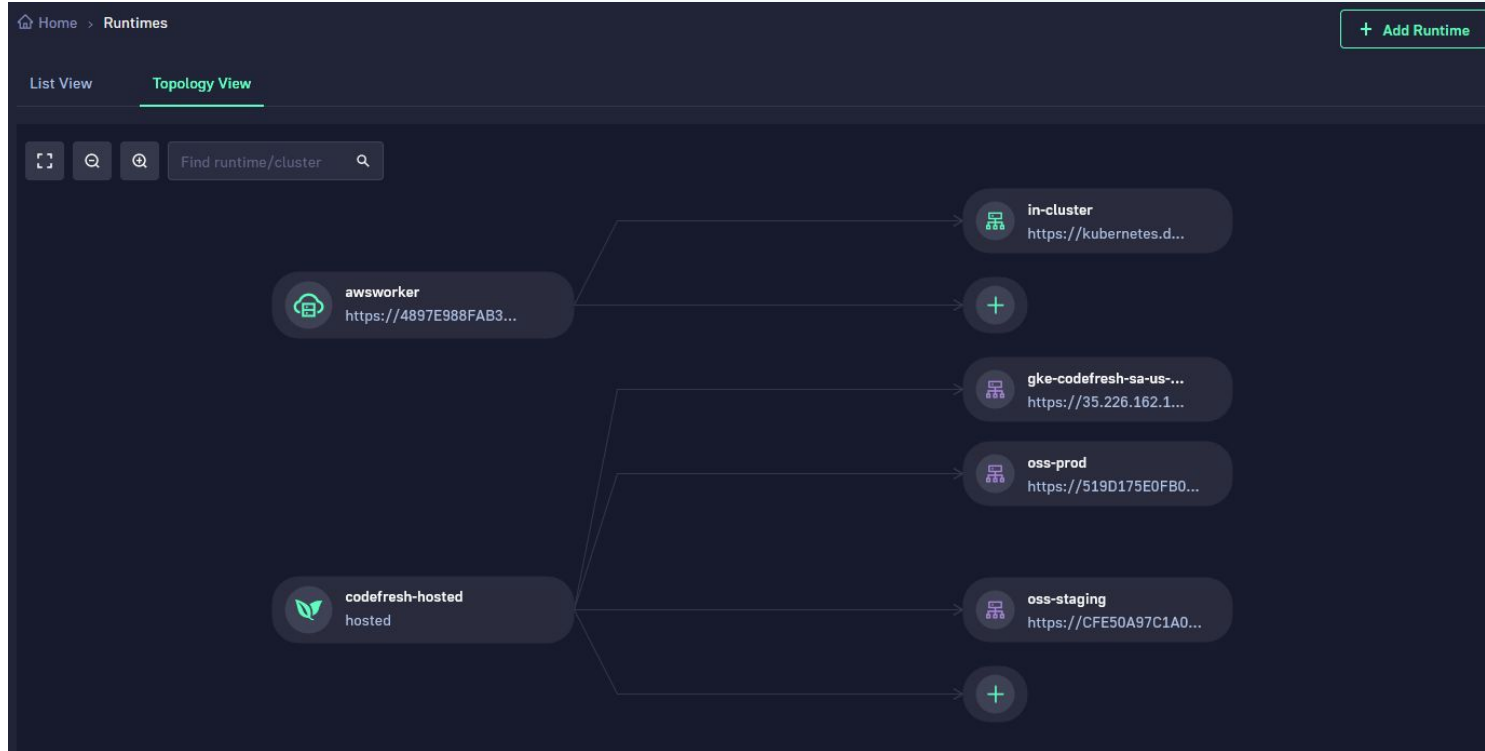 Home > Runtimes
+ Add Runtime
List View
Topology View
Find runtime/cluster
in-cluster
https://kubernetes.d...
awsworker
https://4897E988FAB3...
+
gke-codefresh-sa-us-...
https://35.226.162.1...
oss-prod
https://519D175E0FB0...
codefresh-hosted
hosted
oss-staging
https://CFE50A97C1A0...
+